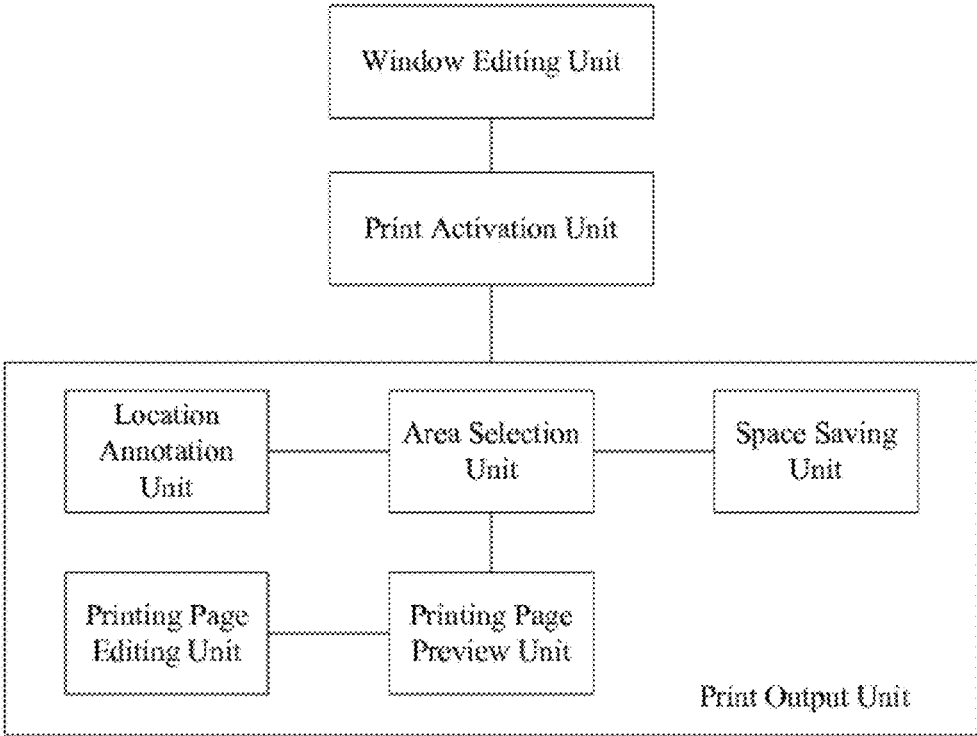 Window Editing Unit
Print Activation Unit
Location
Annotation
Unit
Area Selection
Unit
Space Saving
Unit
Printing Page
Editing Unit
Printing Page
Preview Unit
Print Output Unit